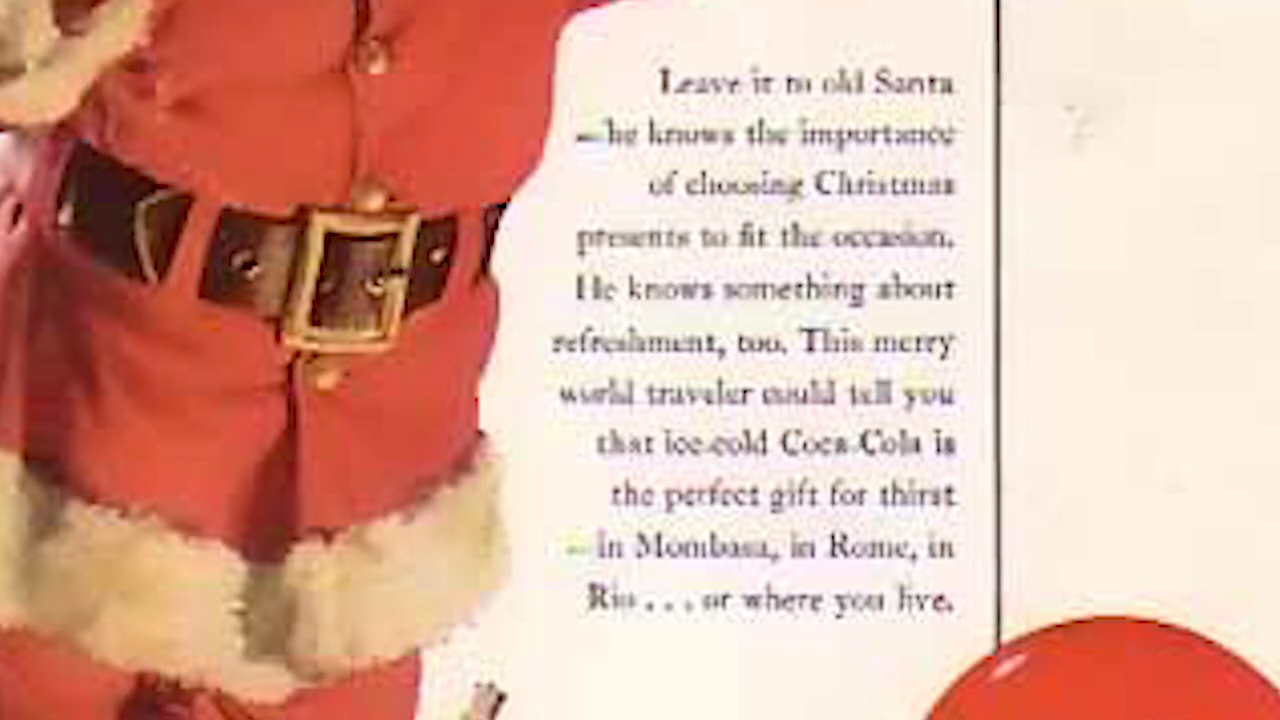 Leave it to old Santa
—he knows the importance
of choosing Christmas
presents to fit the occasion.
He knows something about
refreshment, too. This merry
world traveler could tell you
that ice-cold Coca-Cola is
the perfect gift for thirst
—in Mombasa, in Rome, in
Rio . . . or where you live.